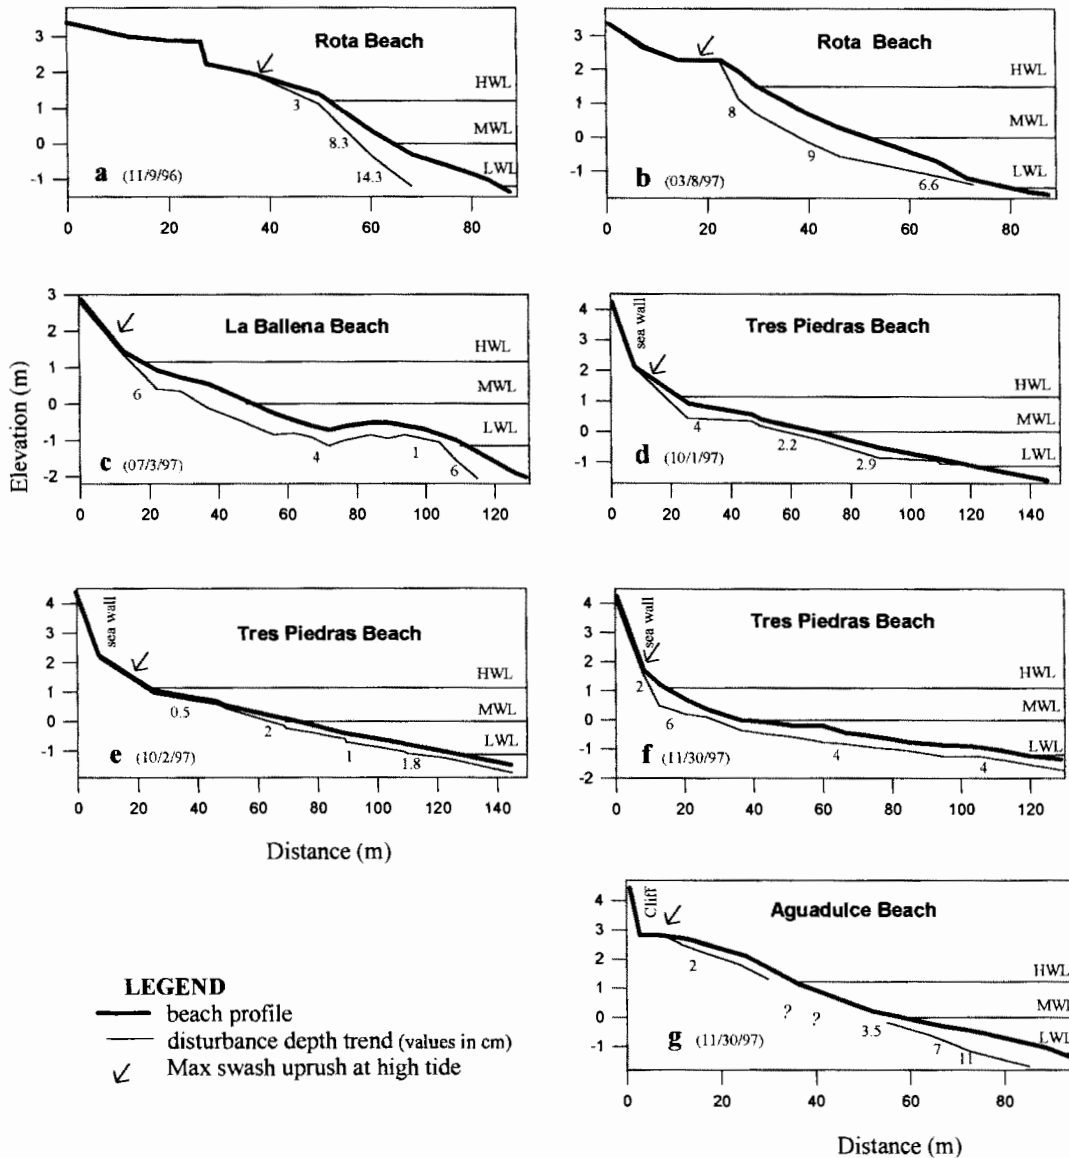 Rota Beach
HWL
MWL
LWL
3
8.3
14.3
a (11/9/96)
3
2
1
0
-1
0 20 40 60 80
Rota Beach
HWL
MWL
LWL
8
9
6.6
b (03/8/97)
3
2
1
0
-1
0 20 40 60 80
La Ballena Beach
HWL
MWL
LWL
6
4
1
6
c (07/3/97)
3
2
1
0
-1
-2
0 20 40 60 80 100 120
Elevation (m)
sea wall
Tres Piedras Beach
HWL
MWL
LWL
4
2.2
2.9
d (10/1/97)
4
3
2
1
0
-1
0 20 40 60 80 100 120 140
sea wall
Tres Piedras Beach
HWL
MWL
LWL
0.5
2
1
1.8
e (10/2/97)
4
3
2
1
0
-1
0 20 40 60 80 100 120 140
Distance (m)
sea wall
Tres Piedras Beach
HWL
MWL
LWL
2
6
4
4
f (11/30/97)
4
3
2
1
0
-1
-2
0 20 40 60 80 100 120
Cliff
Aguadulce Beach
HWL
MWL
LWL
2
? ?
3.5
7
11
g (11/30/97)
4
3
2
1
0
-1
0 20 40 60 80
Distance (m)
LEGEND
beach profile
disturbance depth trend (values in cm)
Max swash uprush at high tide